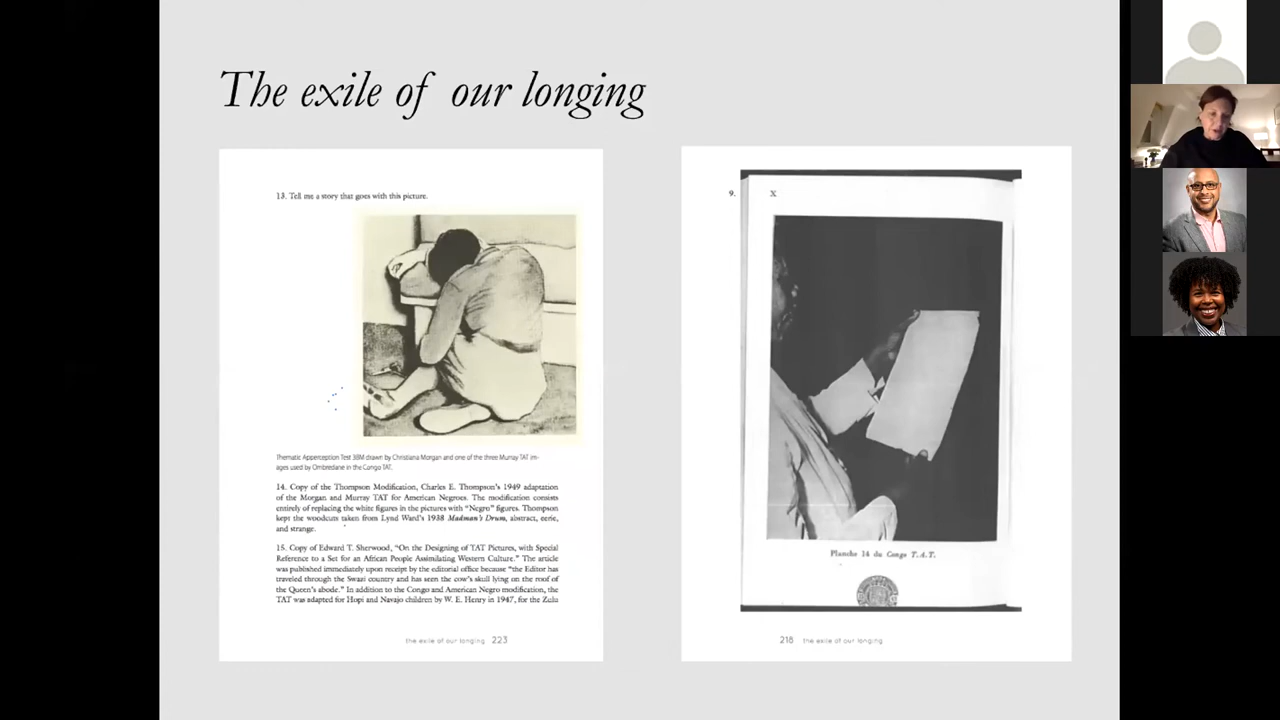 The exile of our longing
13. Tell me a story that goes with this picture.
Thematic Apperception Test 3BM drawn by Christiana Morgan and one of the three Murray TAT im-
ages used by Ombredane in the Congo TAT.
14. Copy of the Thompson Modification, Charles E. Thompson's 1949 adaptation
of the Morgan and Murray TAT for American Negroes. The modification consists
entirely of replacing the white figures in the pictures with "Negro" figures. Thompson
kept the woodcuts taken from Lynd Ward's 1938 Madman's Drum, abstract, eerie,
and strange.
15. Copy of Edward T. Sherwood, "On the Designing of TAT Pictures, with Special
Reference to a Set for an African People Assimilating Western Culture." The article
was published immediately upon receipt by the editorial office because "the Editor has
traveled through the Swazi country and has seen the cow's skull lying on the roof of
the Queen's abode." In addition to the Congo and American Negro modification, the
TAT was adapted for Hopi and Navajo children by W. E. Henry in 1947, for the Zulu
the exile of our longing 223
9. X
Planche 14 du Congo T.A.T.
218 the exile of our longing